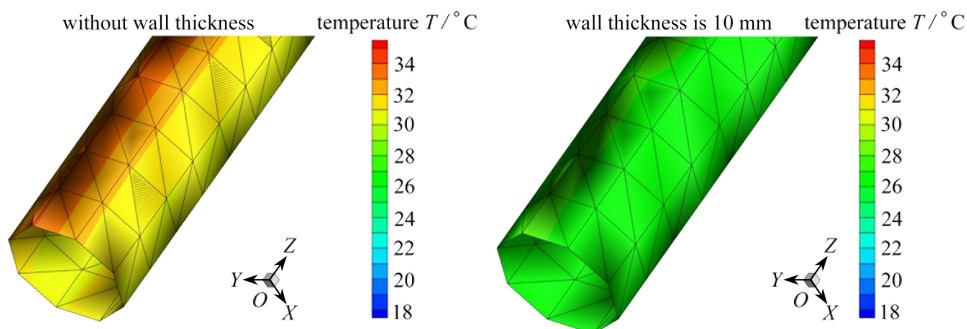 without wall thickness
temperature T / °C
34
32
30
28
26
24
22
20
18
Z
Y
O
X
wall thickness is 10 mm
temperature T / °C
34
32
30
28
26
24
22
20
18
Z
Y
O
X